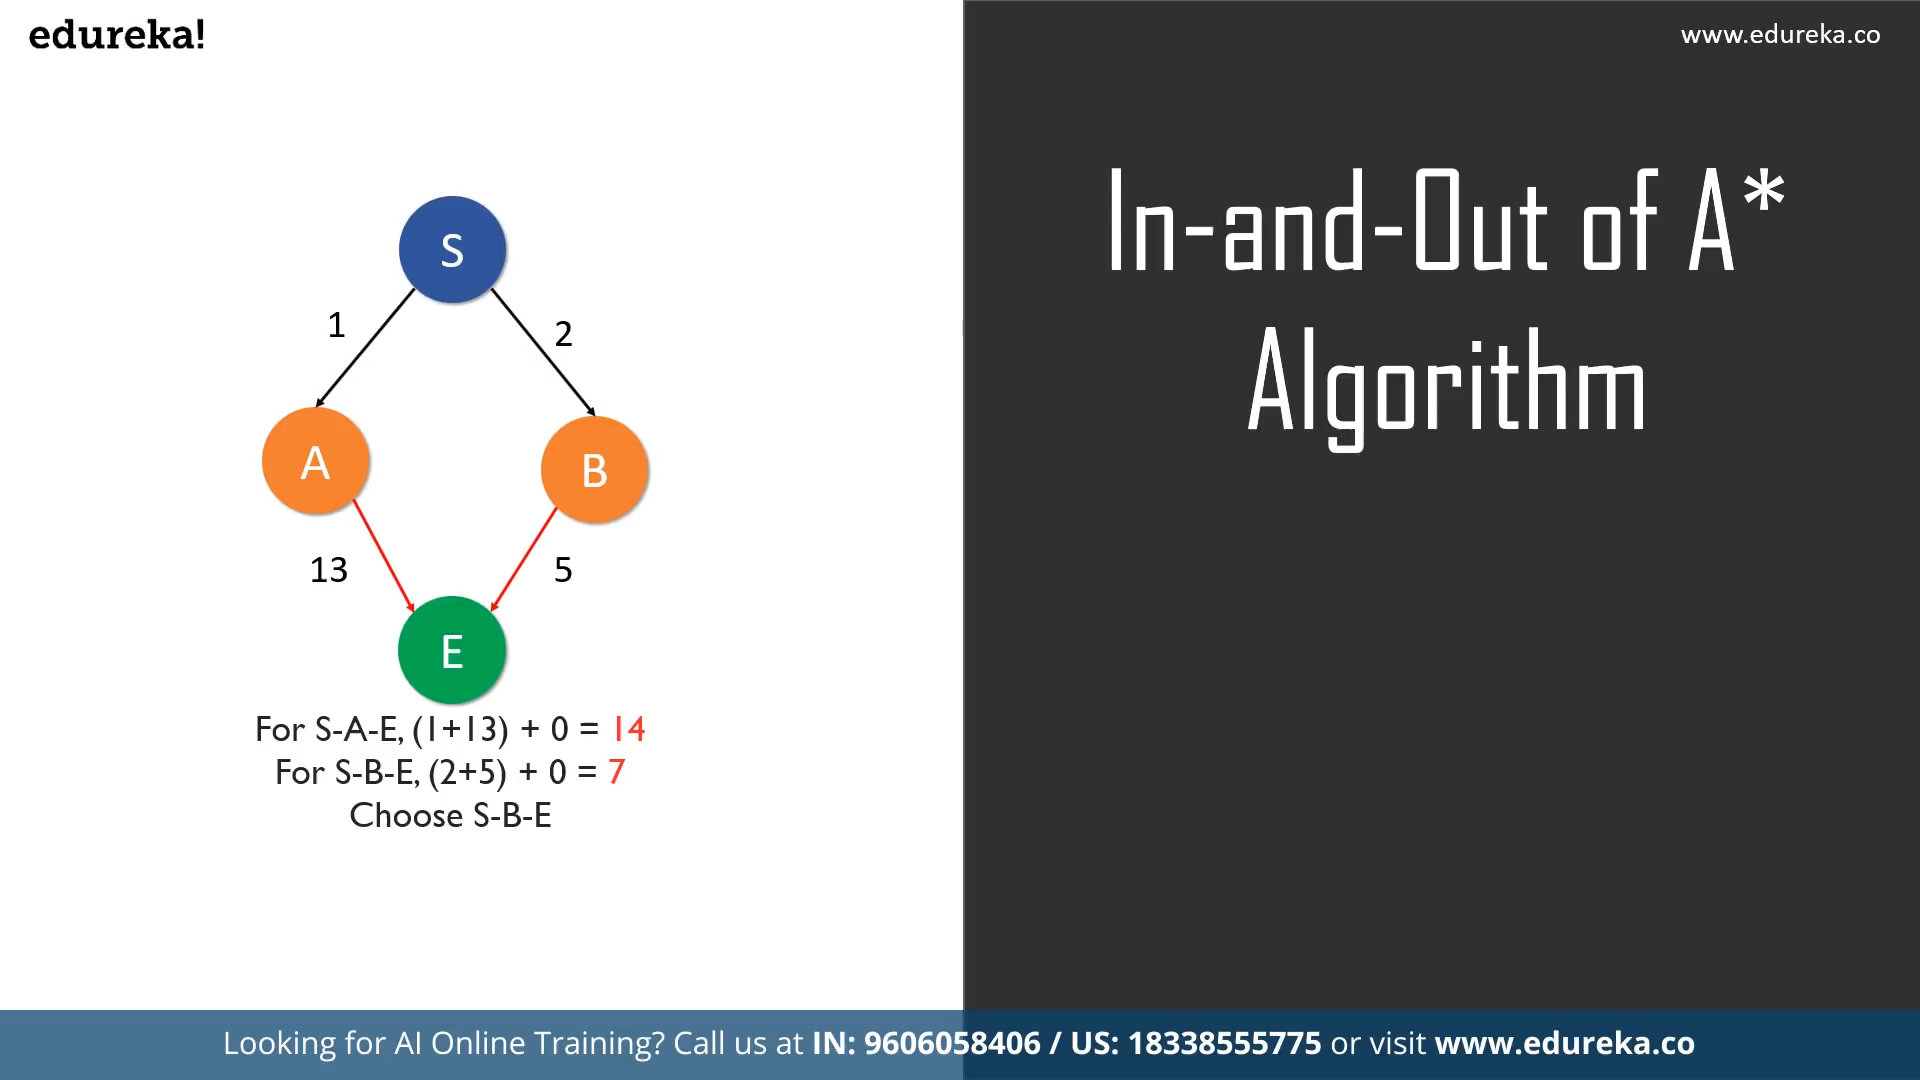 edureka!
www.edureka.co
In-and-Out of A*
Algorithm
S
1
2
A
B
13
5
E
For S-A-E, (1+13) + 0 = 14
For S-B-E, (2+5) + 0 = 7
Choose S-B-E
Looking for AI Online Training? Call us at IN: 9606058406 / US: 18338555775 or visit www.edureka.co